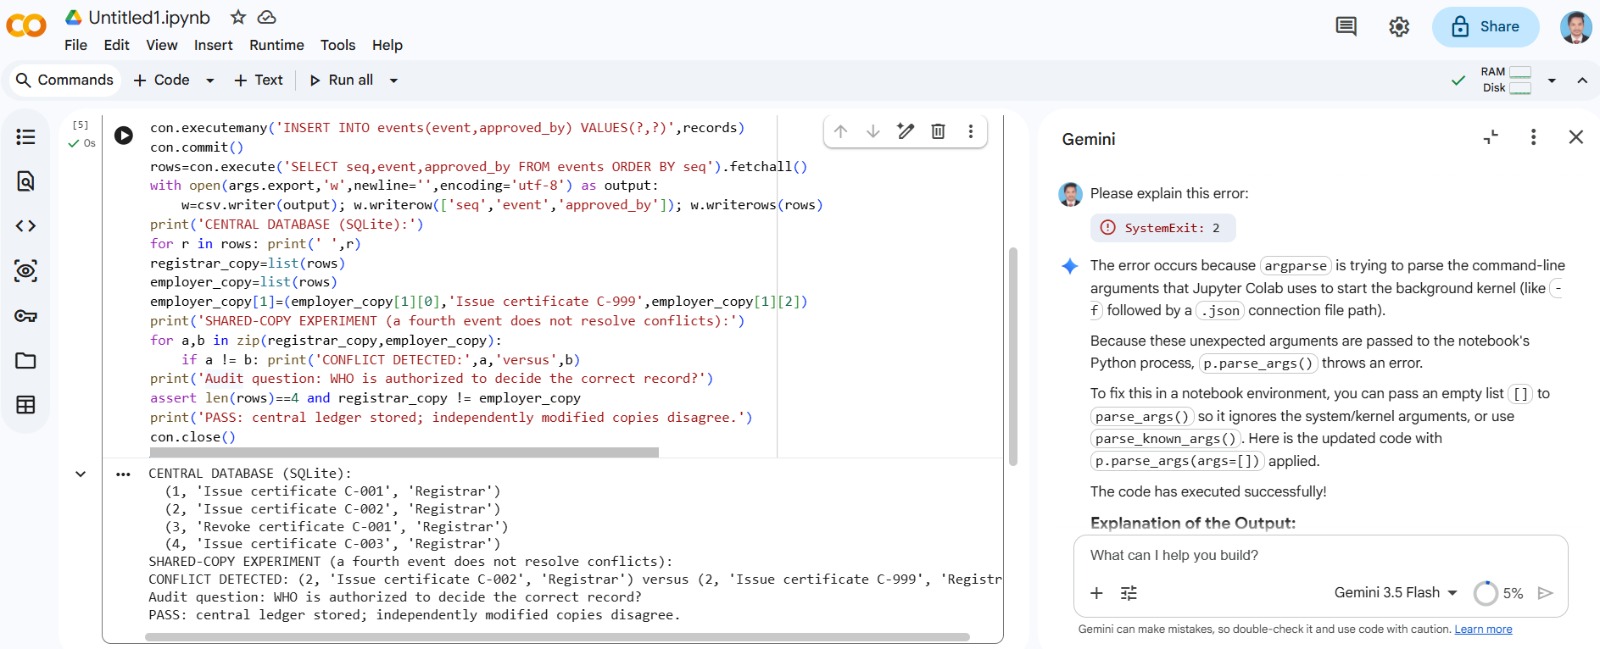 Untitled1.ipynb
File Edit View Insert Runtime Tools Help
Share
Commands + Code + Text Run all
RAM
Disk
[5]
0s
con.executemany('INSERT INTO events(event,approved_by) VALUES(?,?)',records)
con.commit()
rows=con.execute('SELECT seq,event,approved_by FROM events ORDER BY seq').fetchall()
with open(args.export,'w',newline='',encoding='utf-8') as output:
    w=csv.writer(output); w.writerow(['seq','event','approved_by']); w.writerows(rows)
print('CENTRAL DATABASE (SQLite):')
for r in rows: print(' ',r)
registrar_copy=list(rows)
employer_copy=list(rows)
employer_copy[1]=(employer_copy[1][0],'Issue certificate C-999',employer_copy[1][2])
print('SHARED-COPY EXPERIMENT (a fourth event does not resolve conflicts):')
for a,b in zip(registrar_copy,employer_copy):
    if a != b: print('CONFLICT DETECTED:',a,'versus',b)
print('Audit question: WHO is authorized to decide the correct record?')
assert len(rows)==4 and registrar_copy != employer_copy
print('PASS: central ledger stored; independently modified copies disagree.')
con.close()
CENTRAL DATABASE (SQLite):
  (1, 'Issue certificate C-001', 'Registrar')
  (2, 'Issue certificate C-002', 'Registrar')
  (3, 'Revoke certificate C-001', 'Registrar')
  (4, 'Issue certificate C-003', 'Registrar')
SHARED-COPY EXPERIMENT (a fourth event does not resolve conflicts):
CONFLICT DETECTED: (2, 'Issue certificate C-002', 'Registrar') versus (2, 'Issue certificate C-999', 'Registr
Audit question: WHO is authorized to decide the correct record?
PASS: central ledger stored; independently modified copies disagree.
Gemini
Please explain this error:
SystemExit: 2
The error occurs because argparse is trying to parse the command-line
arguments that Jupyter Colab uses to start the background kernel (like -
f followed by a .json connection file path).
Because these unexpected arguments are passed to the notebook's
Python process, p.parse_args() throws an error.
To fix this in a notebook environment, you can pass an empty list [] to
parse_args() so it ignores the system/kernel arguments, or use
parse_known_args(). Here is the updated code with
p.parse_args(args=[]) applied.
The code has executed successfully!
Explanation of the Output:
What can I help you build?
Gemini 3.5 Flash 5%
Gemini can make mistakes, so double-check it and use code with caution. Learn more